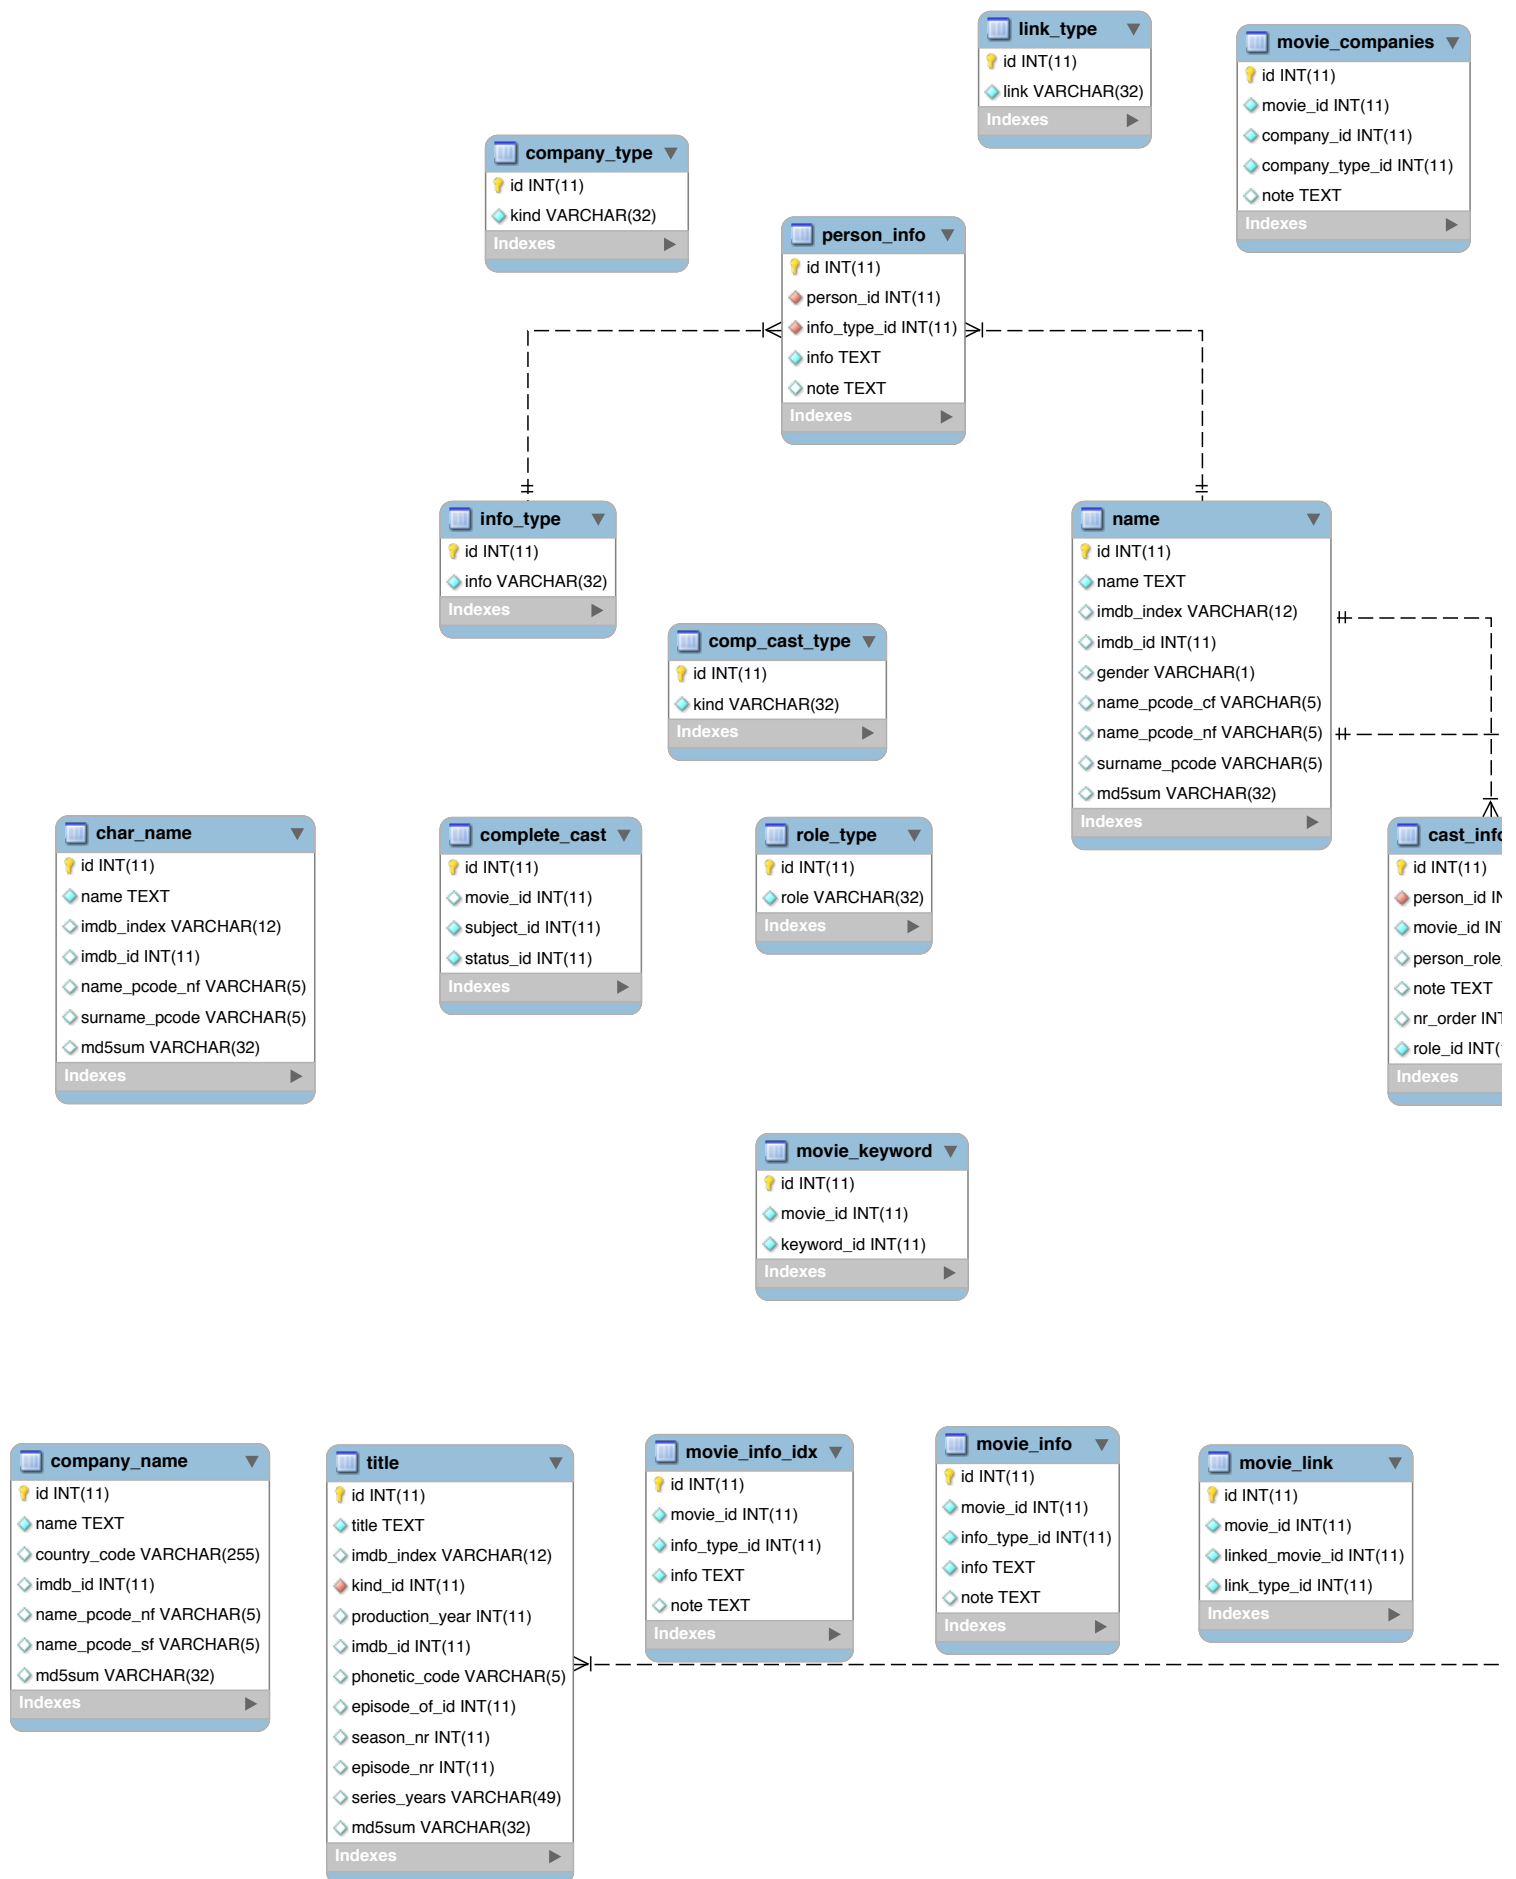 link_type
id INT(11)
link VARCHAR(32)
Indexes
movie_companies
id INT(11)
movie_id INT(11)
company_id INT(11)
company_type_id INT(11)
note TEXT
Indexes
company_type
id INT(11)
kind VARCHAR(32)
Indexes
person_info
id INT(11)
person_id INT(11)
info_type_id INT(11)
info TEXT
note TEXT
Indexes
info_type
id INT(11)
info VARCHAR(32)
Indexes
name
id INT(11)
name TEXT
imdb_index VARCHAR(12)
imdb_id INT(11)
gender VARCHAR(1)
name_pcode_cf VARCHAR(5)
name_pcode_nf VARCHAR(5)
surname_pcode VARCHAR(5)
md5sum VARCHAR(32)
Indexes
comp_cast_type
id INT(11)
kind VARCHAR(32)
Indexes
char_name
id INT(11)
name TEXT
imdb_index VARCHAR(12)
imdb_id INT(11)
name_pcode_nf VARCHAR(5)
surname_pcode VARCHAR(5)
md5sum VARCHAR(32)
Indexes
complete_cast
id INT(11)
movie_id INT(11)
subject_id INT(11)
status_id INT(11)
Indexes
role_type
id INT(11)
role VARCHAR(32)
Indexes
cast_info
id INT(11)
person_id IN
movie_id IN
person_role_
note TEXT
nr_order INT
role_id INT(
Indexes
movie_keyword
id INT(11)
movie_id INT(11)
keyword_id INT(11)
Indexes
company_name
id INT(11)
name TEXT
country_code VARCHAR(255)
imdb_id INT(11)
name_pcode_nf VARCHAR(5)
name_pcode_sf VARCHAR(5)
md5sum VARCHAR(32)
Indexes
title
id INT(11)
title TEXT
imdb_index VARCHAR(12)
kind_id INT(11)
production_year INT(11)
imdb_id INT(11)
phonetic_code VARCHAR(5)
episode_of_id INT(11)
season_nr INT(11)
episode_nr INT(11)
series_years VARCHAR(49)
md5sum VARCHAR(32)
Indexes
movie_info_idx
id INT(11)
movie_id INT(11)
info_type_id INT(11)
info TEXT
note TEXT
Indexes
movie_info
id INT(11)
movie_id INT(11)
info_type_id INT(11)
info TEXT
note TEXT
Indexes
movie_link
id INT(11)
movie_id INT(11)
linked_movie_id INT(11)
link_type_id INT(11)
Indexes